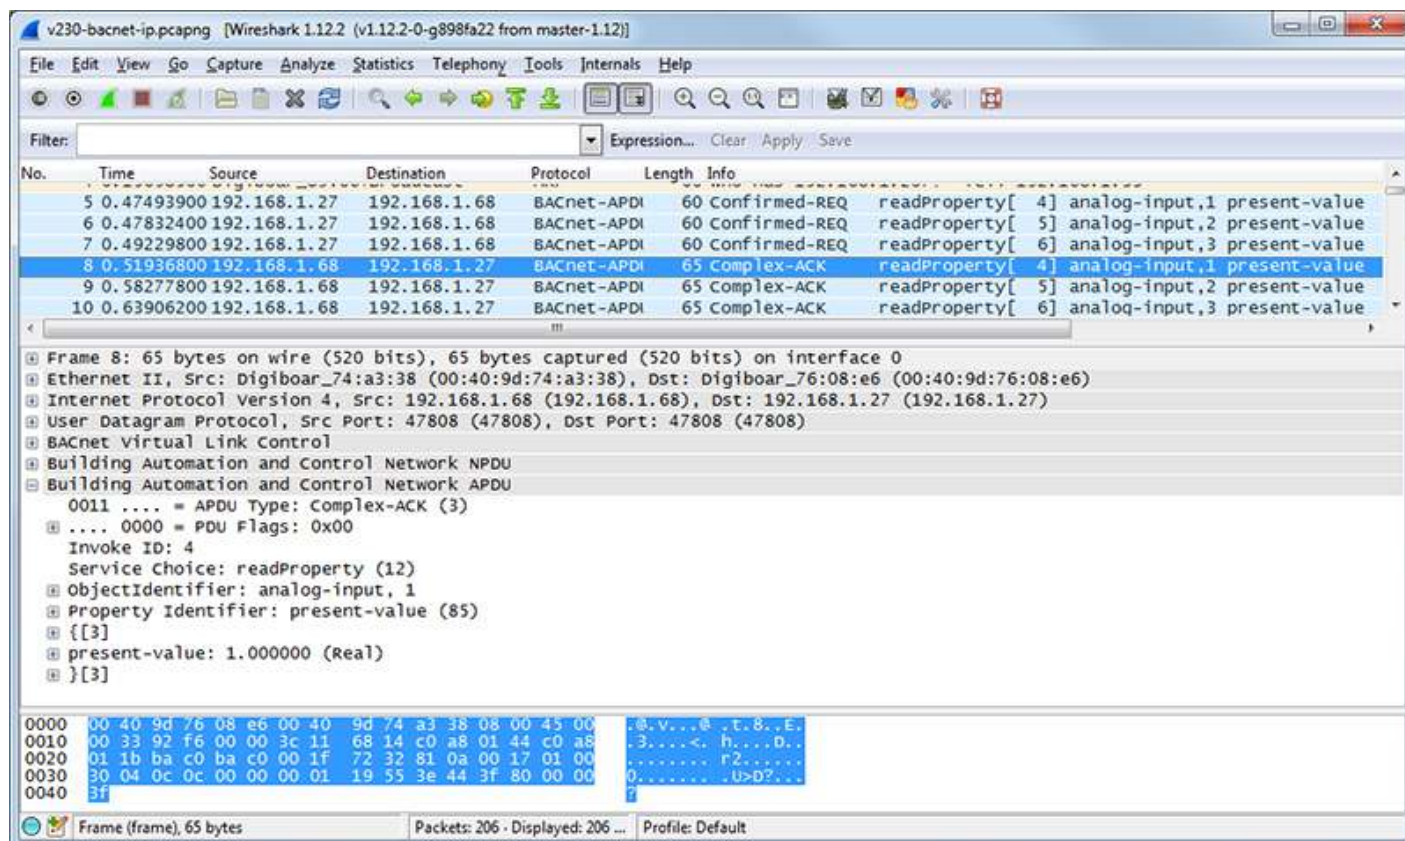 v230-bacnet-ip.pcapng [Wireshark 1.12.2 (v1.12.2-0-g898fa22 from master-1.12)]
File Edit View Go Capture Analyze Statistics Telephony Tools Internals Help
Filter: Expression... Clear Apply Save
No. Time Source Destination Protocol Length Info
5 0.47493900 192.168.1.27 192.168.1.68 BACnet-APDU 60 Confirmed-REQ readProperty[ 4] analog-input,1 present-value
6 0.47832400 192.168.1.27 192.168.1.68 BACnet-APDU 60 Confirmed-REQ readProperty[ 5] analog-input,2 present-value
7 0.49229800 192.168.1.27 192.168.1.68 BACnet-APDU 60 Confirmed-REQ readProperty[ 6] analog-input,3 present-value
8 0.51936800 192.168.1.68 192.168.1.27 BACnet-APDU 65 Complex-ACK readProperty[ 4] analog-input,1 present-value
9 0.58277800 192.168.1.68 192.168.1.27 BACnet-APDU 65 Complex-ACK readProperty[ 5] analog-input,2 present-value
10 0.63906200 192.168.1.68 192.168.1.27 BACnet-APDU 65 Complex-ACK readProperty[ 6] analog-input,3 present-value
Frame 8: 65 bytes on wire (520 bits), 65 bytes captured (520 bits) on interface 0
Ethernet II, Src: Digiboar_74:a3:38 (00:40:9d:74:a3:38), Dst: Digiboar_76:08:e6 (00:40:9d:76:08:e6)
Internet Protocol Version 4, Src: 192.168.1.68 (192.168.1.68), Dst: 192.168.1.27 (192.168.1.27)
User Datagram Protocol, Src Port: 47808 (47808), Dst Port: 47808 (47808)
BACnet Virtual Link Control
Building Automation and Control Network NPDU
Building Automation and Control Network APDU
0011 .... = APDU Type: Complex-ACK (3)
.... 0000 = PDU Flags: 0x00
Invoke ID: 4
Service Choice: readProperty (12)
ObjectIdentifier: analog-input, 1
Property Identifier: present-value (85)
{[3]
present-value: 1.000000 (Real)
}[3]
0000 00 40 9d 76 08 e6 00 40 9d 74 a3 38 08 00 45 00 .@.v...@ .t.8..E.
0010 00 33 92 f6 00 00 3c 11 68 14 c0 a8 01 44 c0 a8 .3....<. h....D..
0020 01 1b ba c0 ba c0 00 1f 72 32 81 0a 00 17 01 00 ........ r2......
0030 30 04 0c 0c 00 00 00 01 19 55 3e 44 3f 80 00 00 0....... .U>D?...
0040 3f ?
Frame (frame), 65 bytes Packets: 206 · Displayed: 206 ... Profile: Default